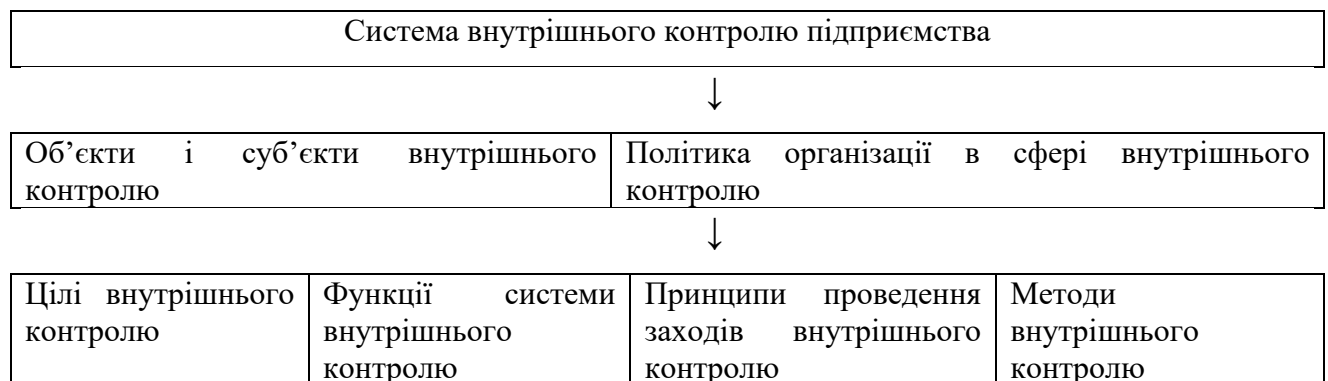 Система внутрішнього контролю підприємства
↓
Об’єкти і суб’єкти внутрішнього
контролю
Політика організації в сфері внутрішнього
контролю
↓
Цілі внутрішнього
контролю
Функції системи
внутрішнього
контролю
Принципи проведення
заходів внутрішнього
контролю
Методи
внутрішнього
контролю